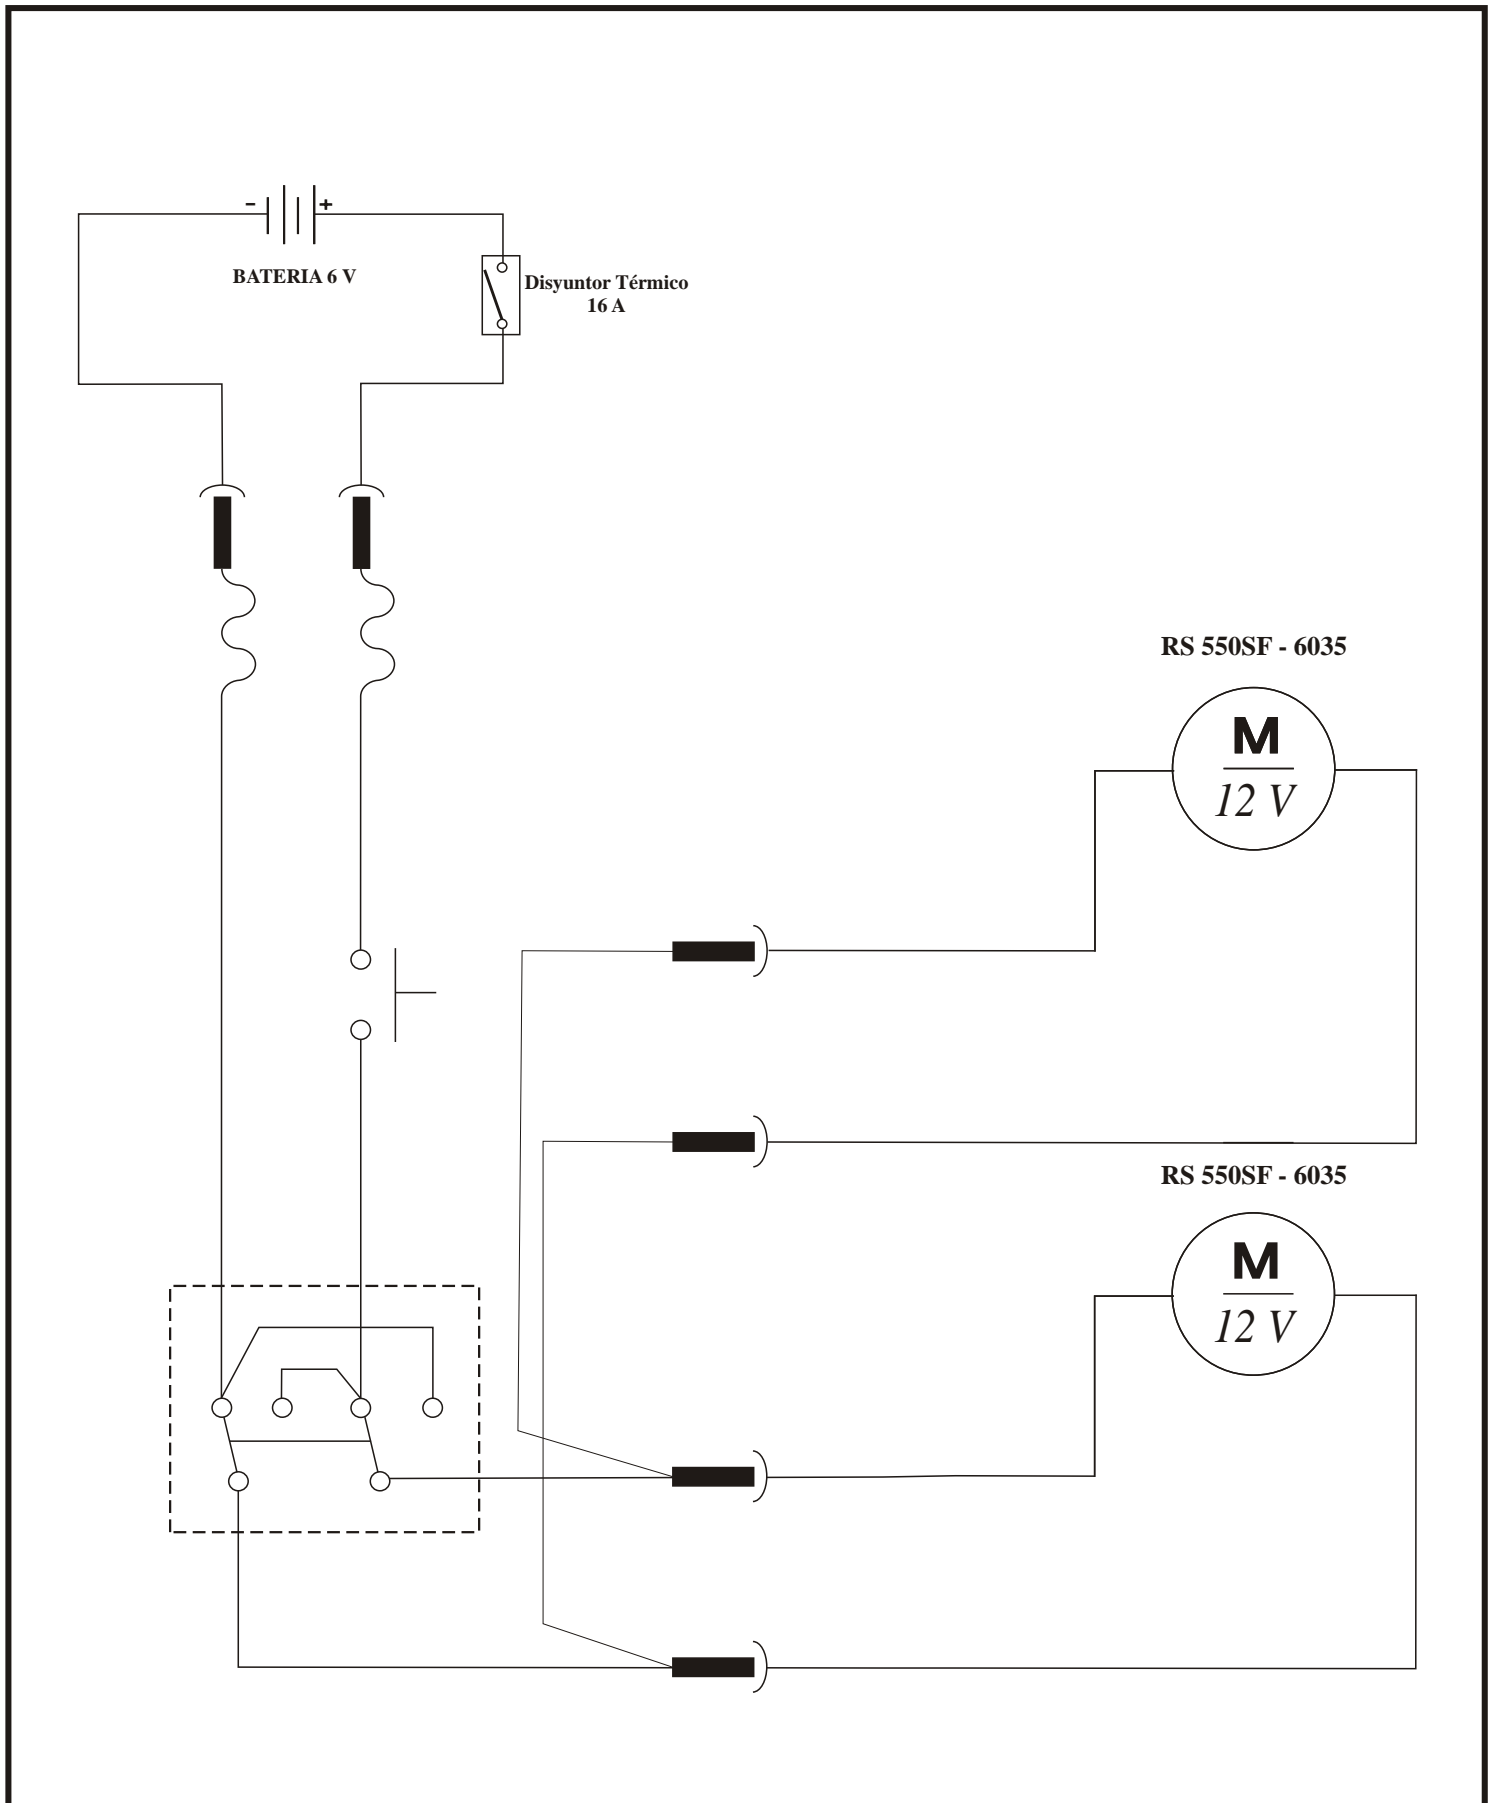 - +
BATERIA 6 V
Disyuntor Térmico
16 A
RS 550SF - 6035
M
12 V
RS 550SF - 6035
M
12 V